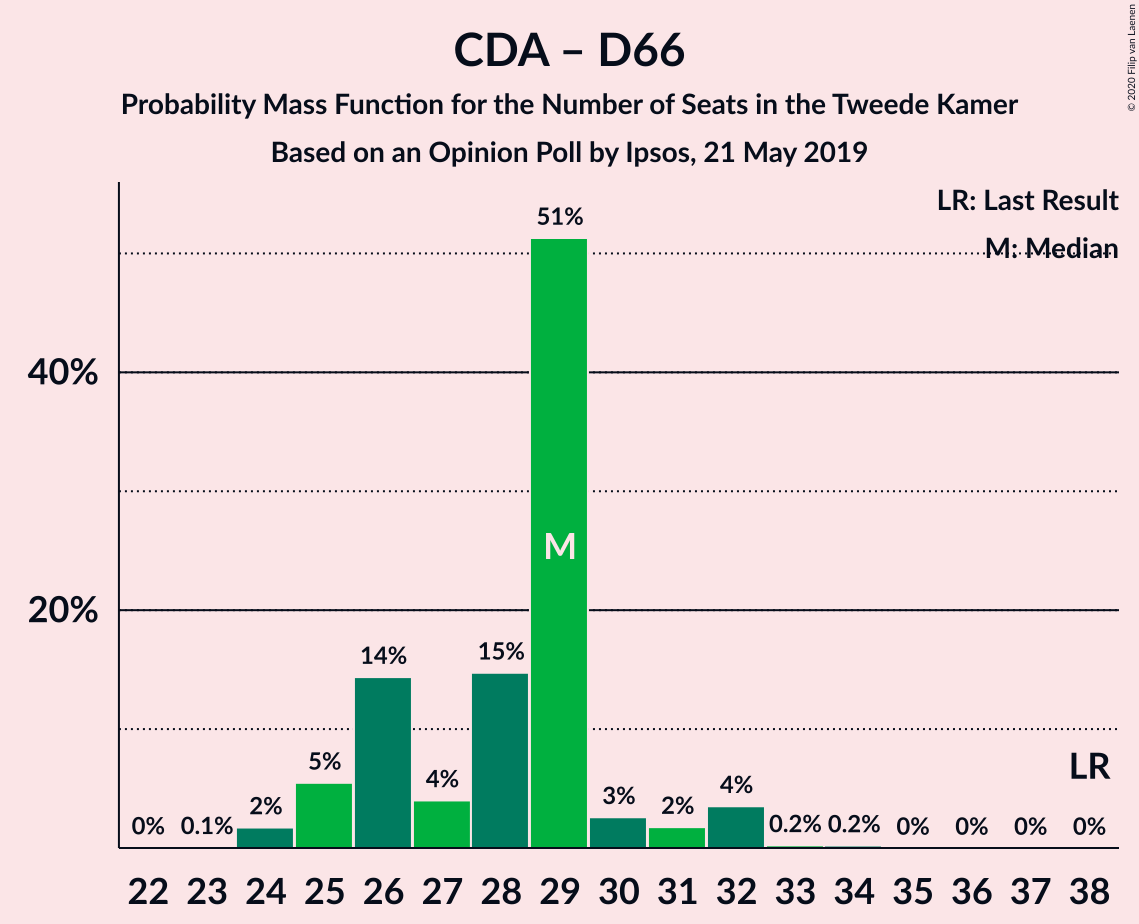 CDA – D66
Probability Mass Function for the Number of Seats in the Tweede Kamer
Based on an Opinion Poll by Ipsos, 21 May 2019
© 2020 Filip van Laenen
LR: Last Result
M: Median
51%
40%
M
20%
15%
14%
LR
5%
4%
4%
3%
2%
2%
0% 0.1% 0.2% 0.2% 0% 0% 0% 0%
22 23 24 25 26 27 28 29 30 31 32 33 34 35 36 37 38